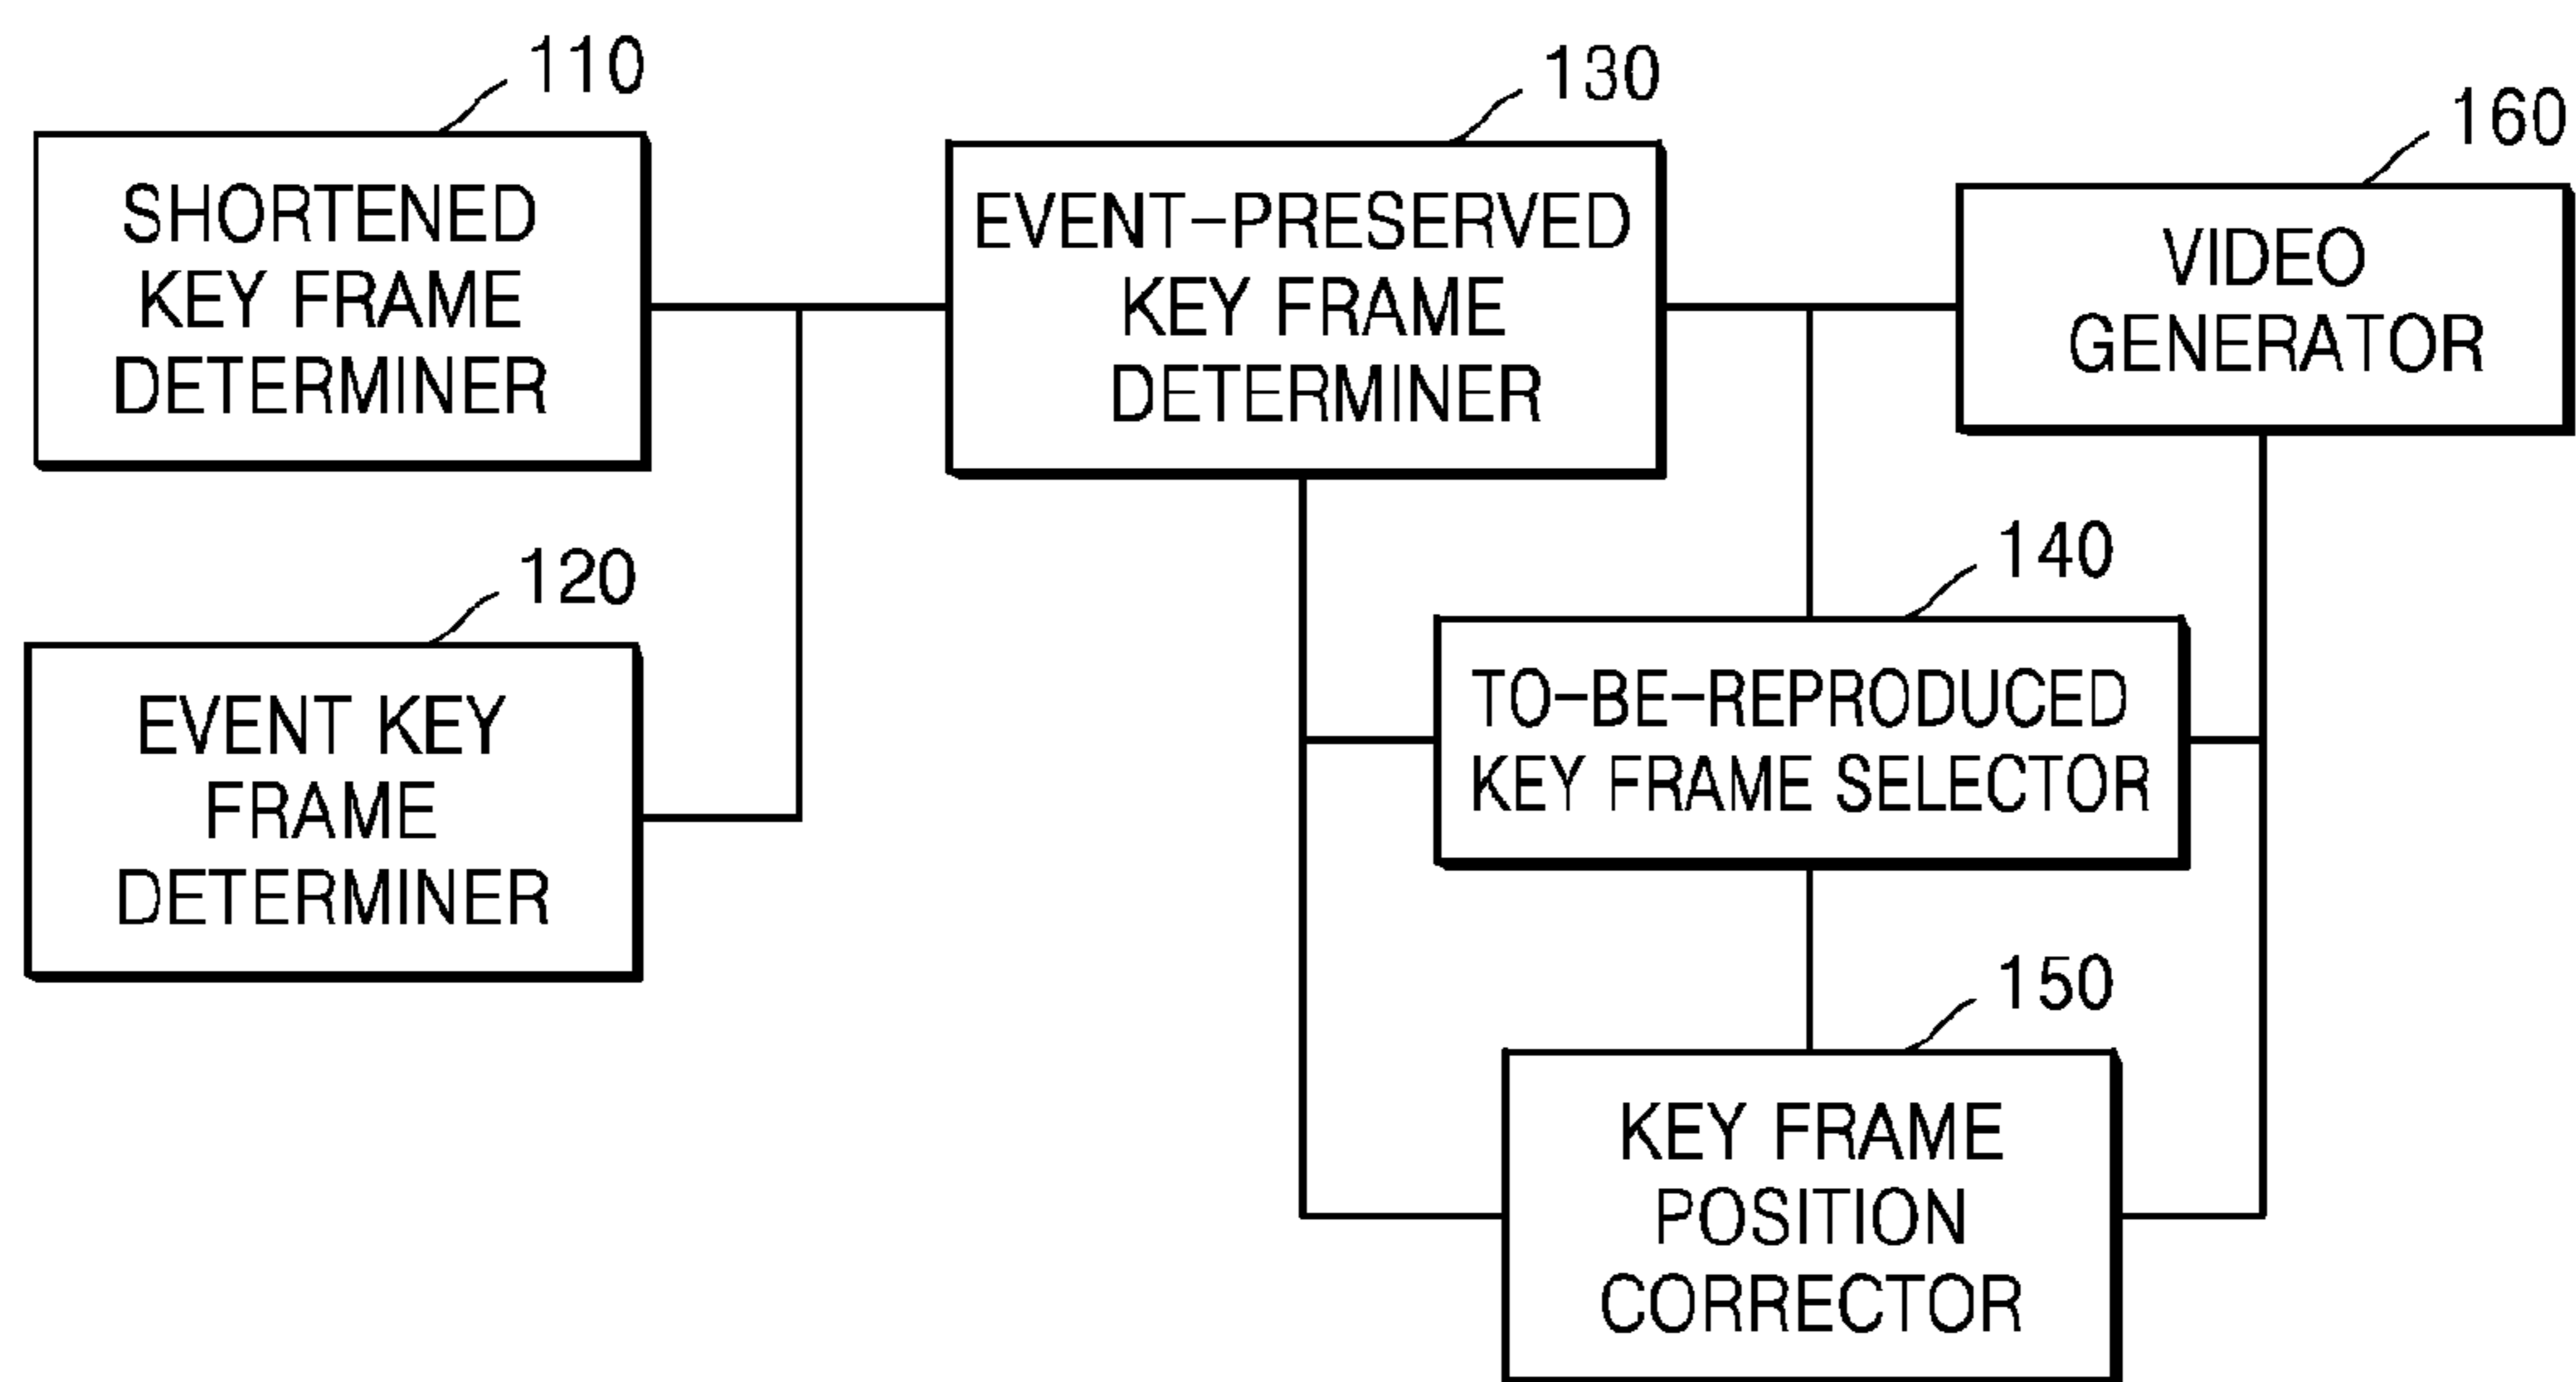 110
SHORTENED
KEY FRAME
DETERMINER
130
EVENT-PRESERVED
KEY FRAME
DETERMINER
160
VIDEO
GENERATOR
120
EVENT KEY
FRAME
DETERMINER
140
TO-BE-REPRODUCED
KEY FRAME SELECTOR
150
KEY FRAME
POSITION
CORRECTOR